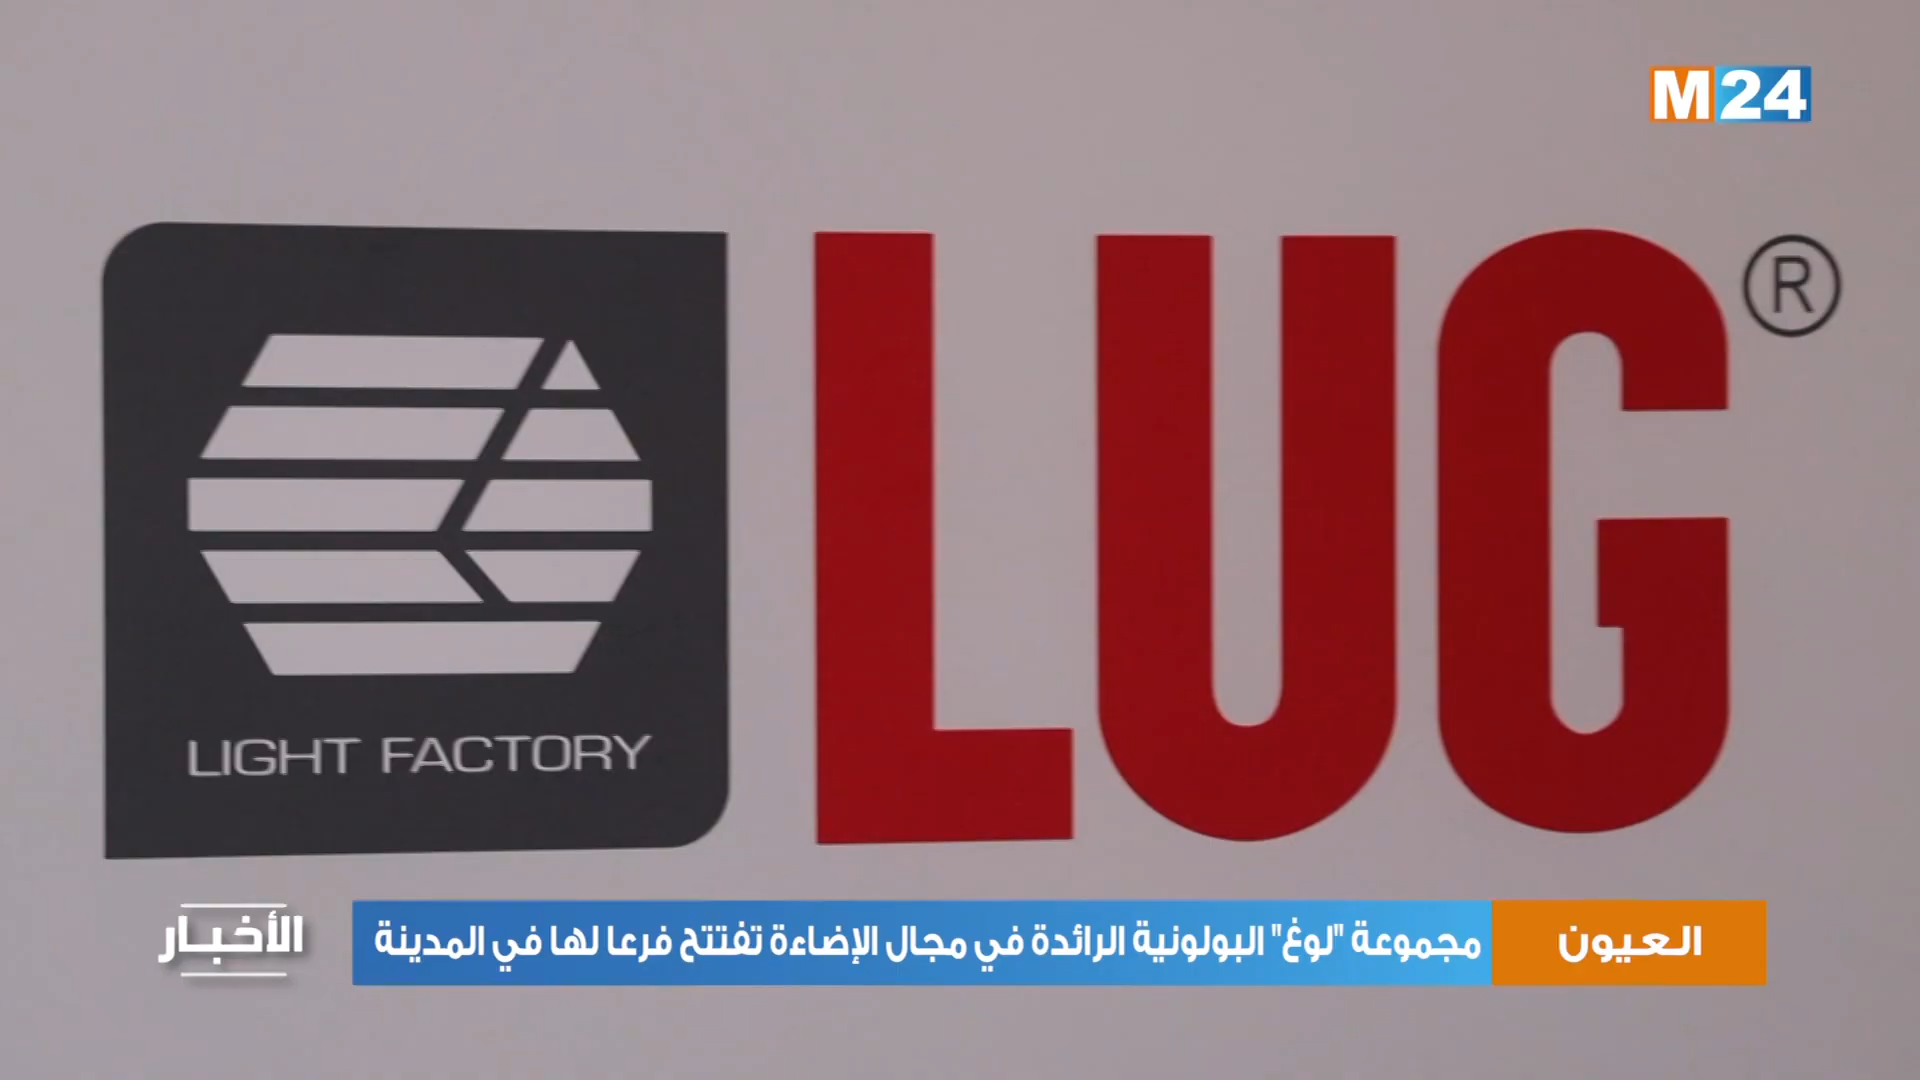 M24
LUG®
LIGHT FACTORY
العيون
مجموعة "لوغ" البولونية الرائدة في مجال الإضاءة تفتتح فرعا لها في المدينة
الأخبار